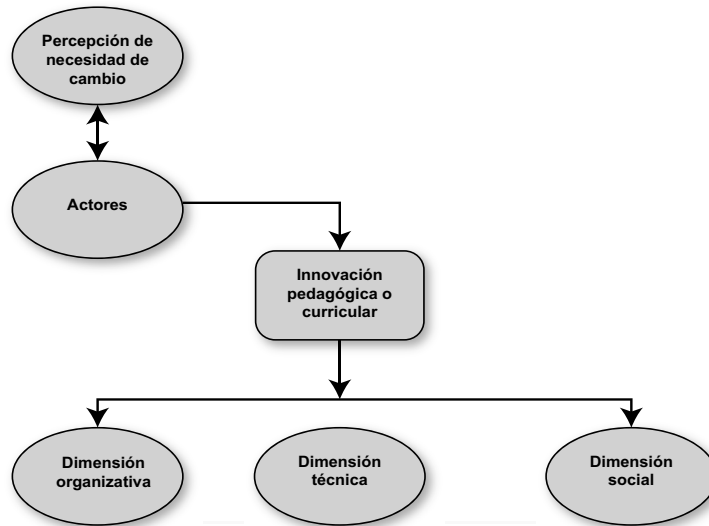 Percepción de
necesidad de
cambio
Actores
Innovación
pedagógica o
curricular
Dimensión
organizativa
Dimensión
técnica
Dimensión
social